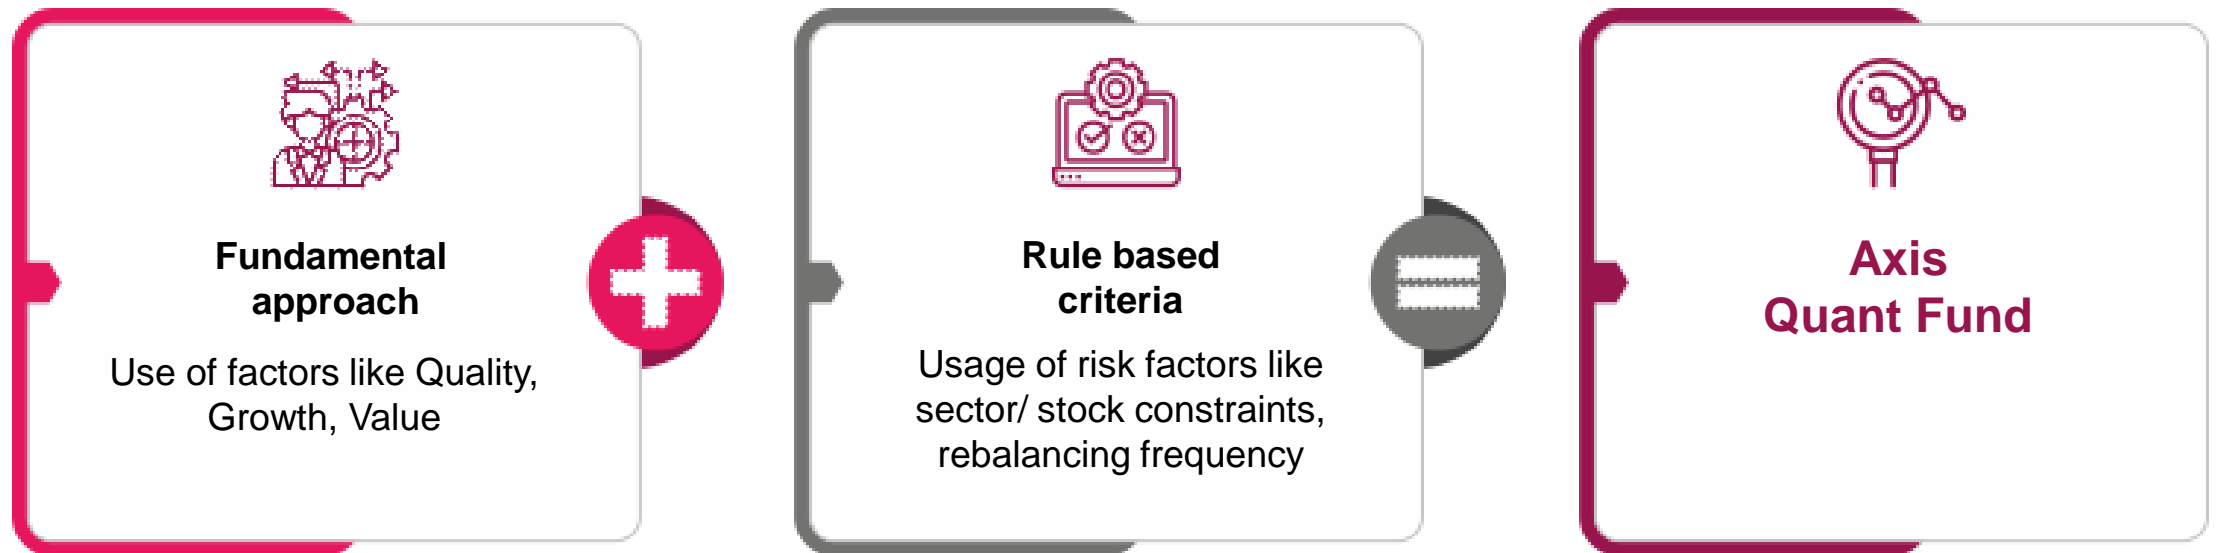 Fundamental
approach
Use of factors like Quality,
Growth, Value
Rule based
criteria
Usage of risk factors like
sector/ stock constraints,
rebalancing frequency
Axis
Quant Fund